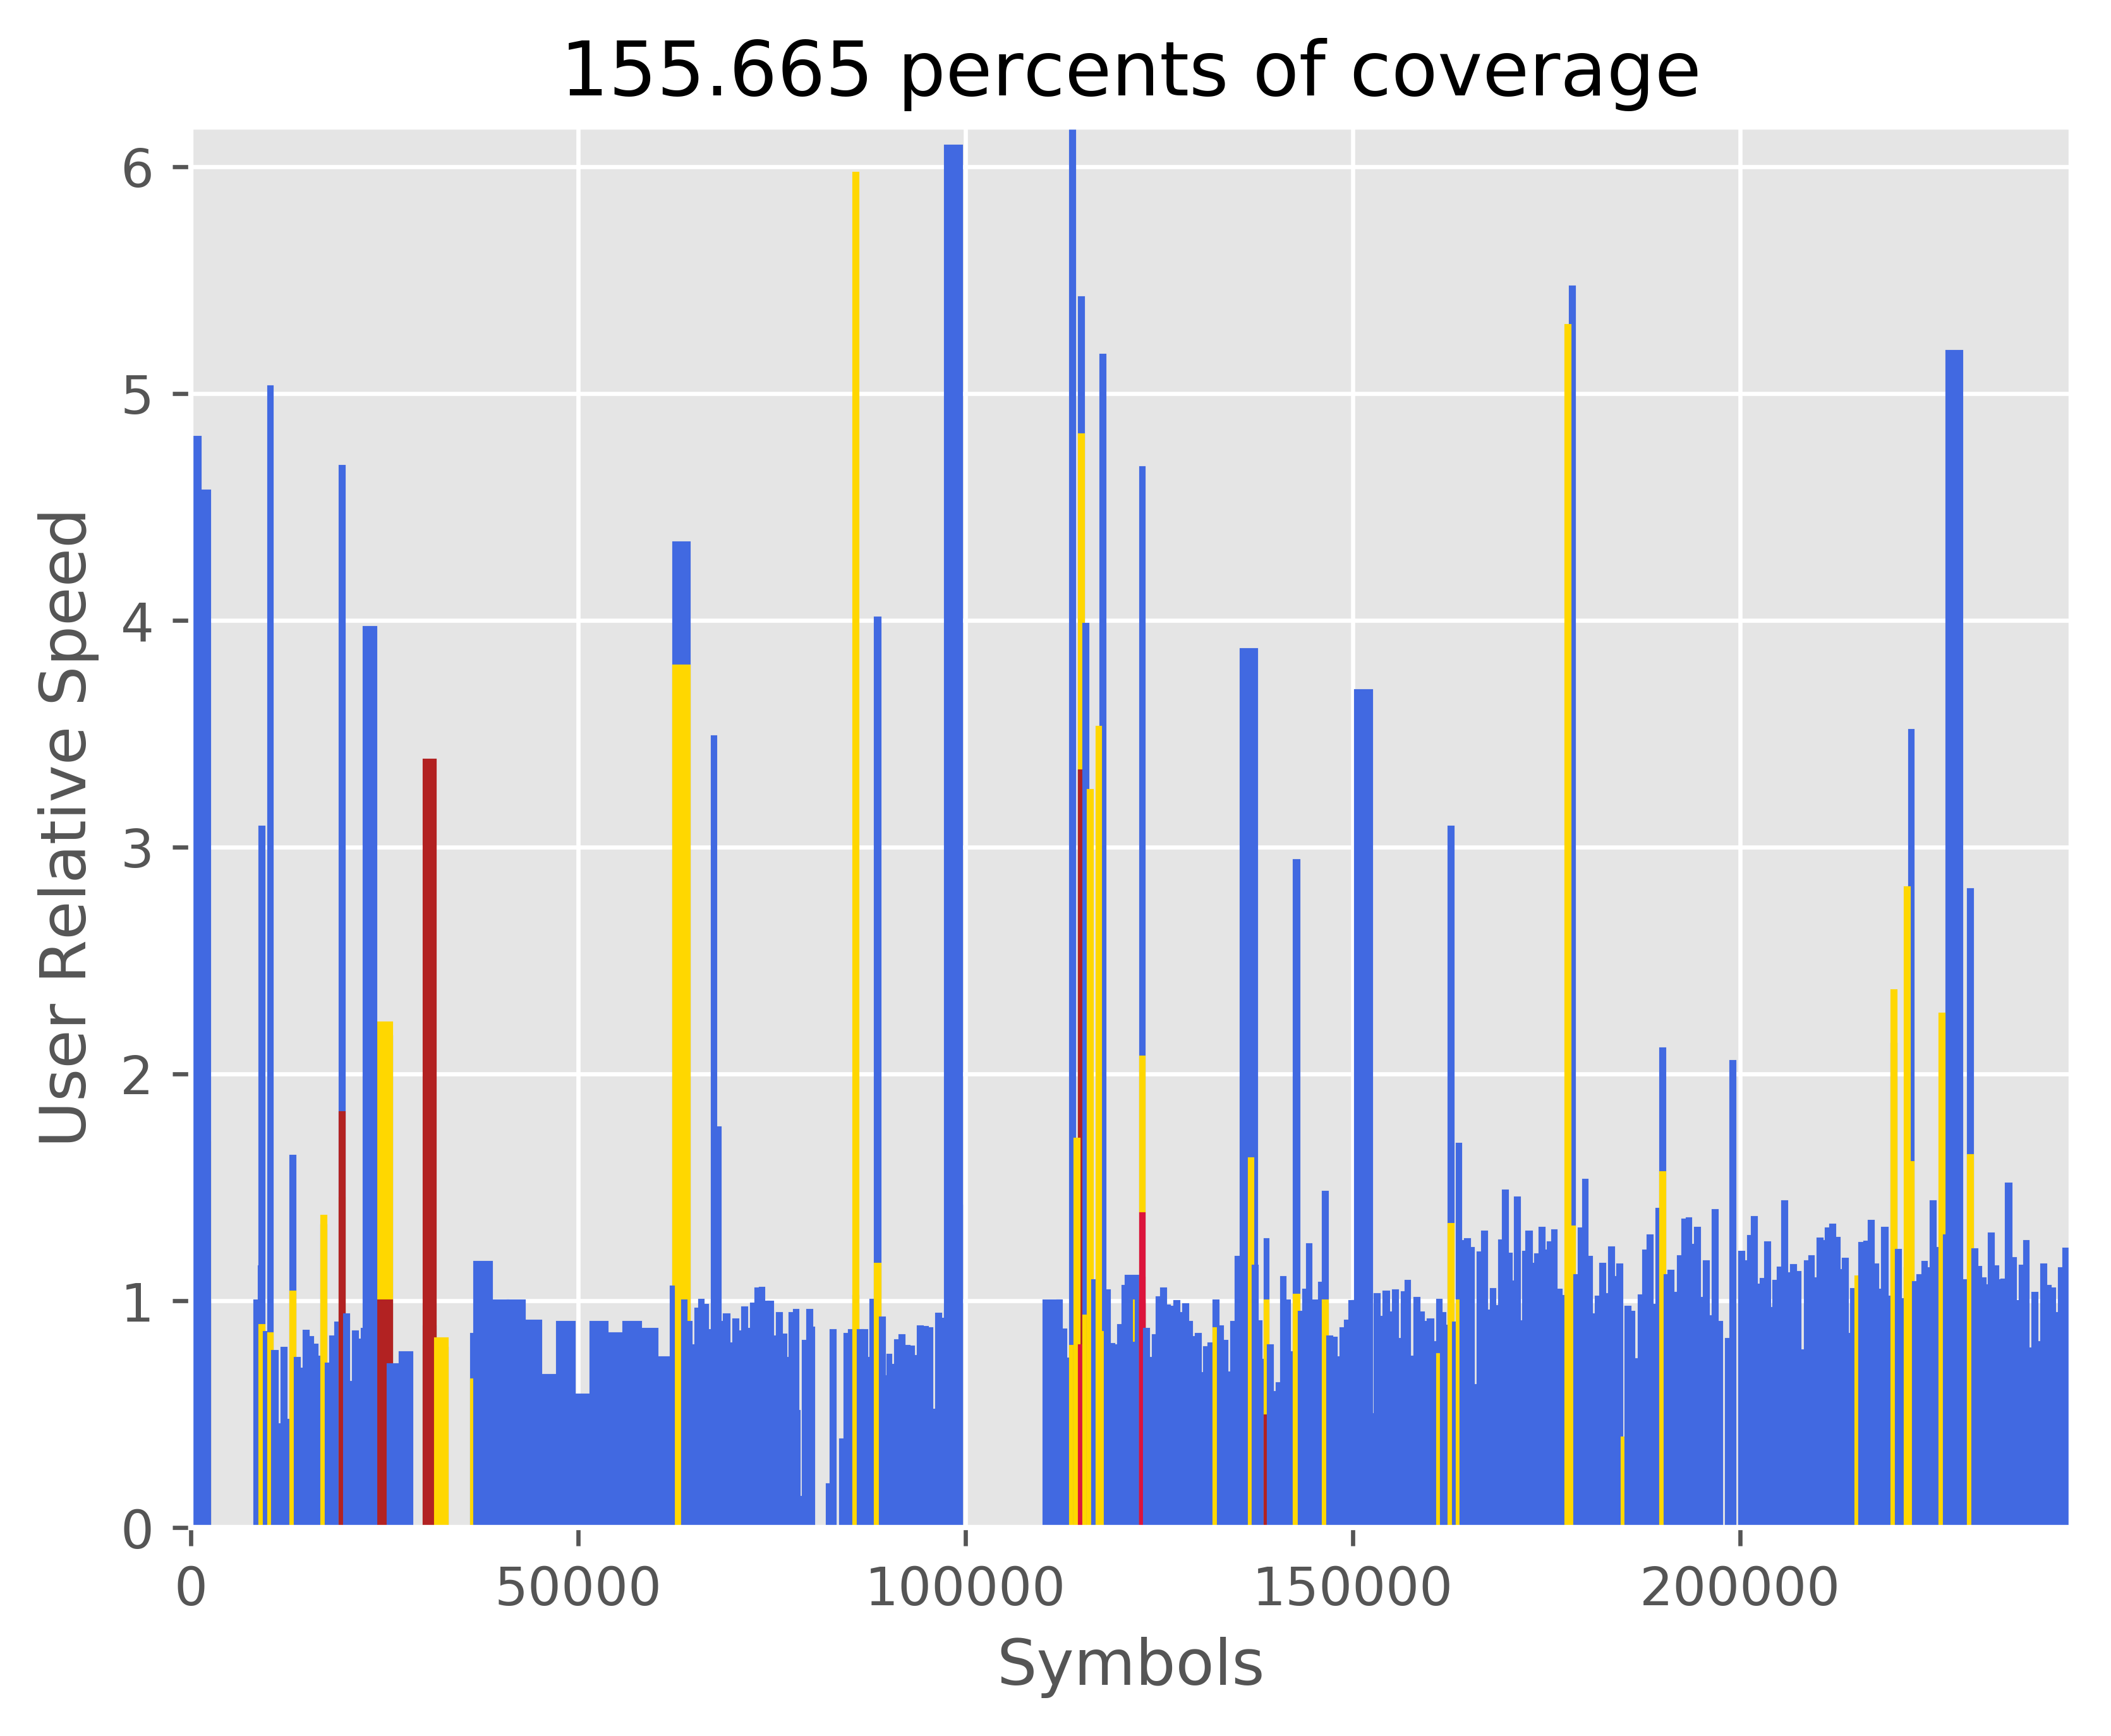 155.665 percents of coverage
6
5
4
3
2
1
0
User Relative Speed
0 50000 100000 150000 200000
Symbols